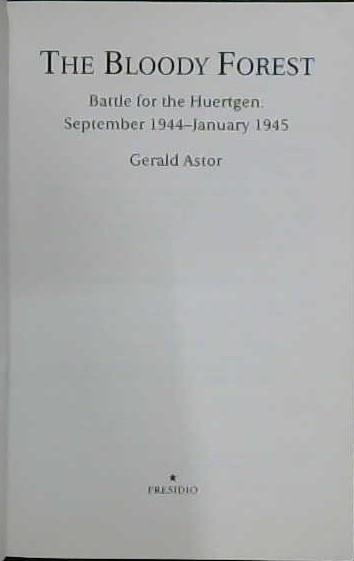 THE BLOODY FOREST
Battle for the Huertgen:
September 1944–January 1945
Gerald Astor
PRESIDIO